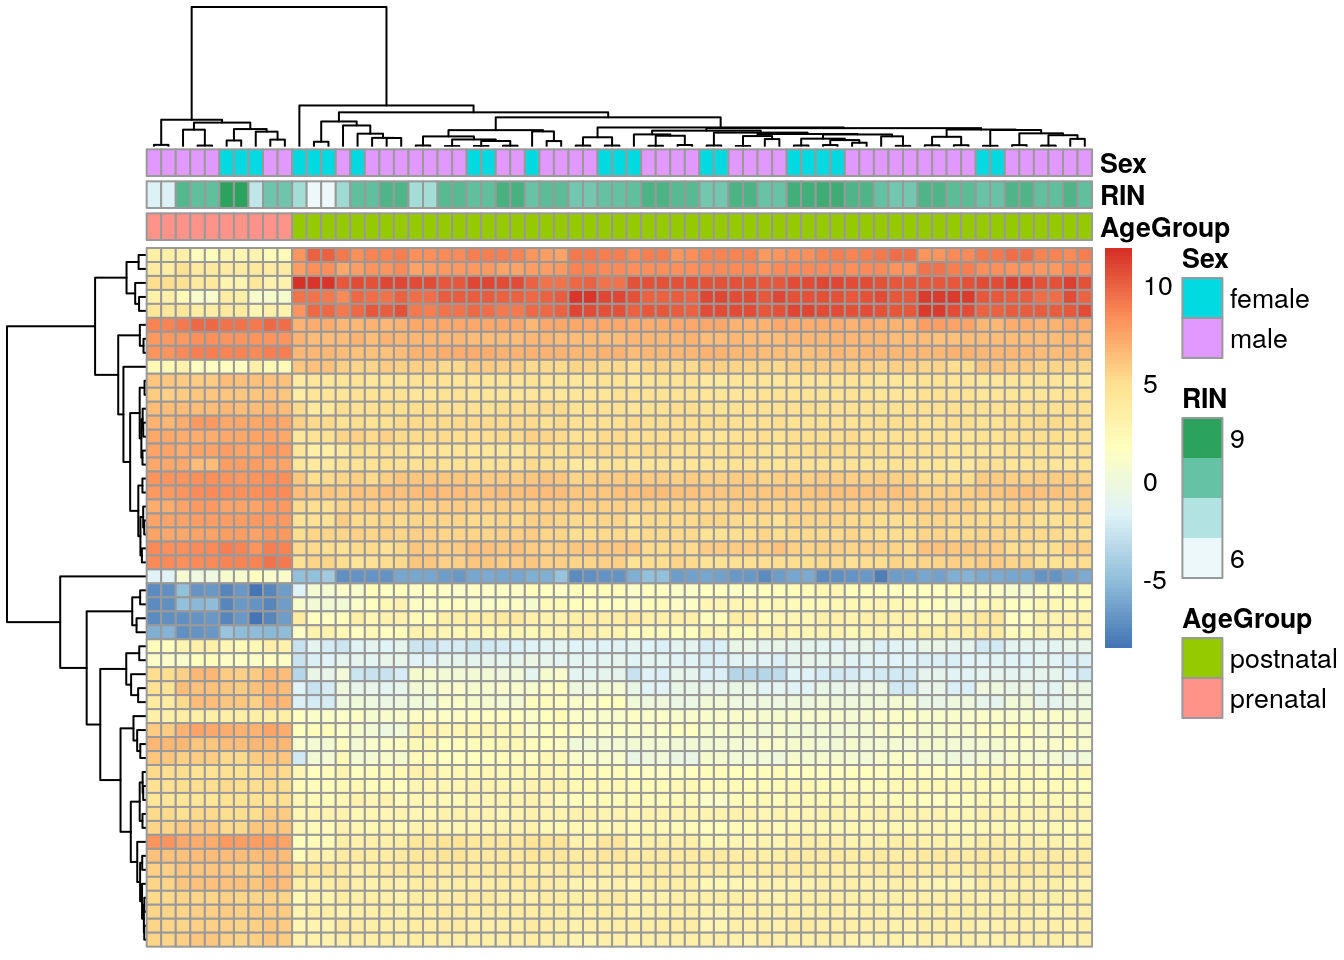 Sex
RIN
AgeGroup
10
5
0
-5
Sex
female
male
RIN
9
6
AgeGroup
postnatal
prenatal